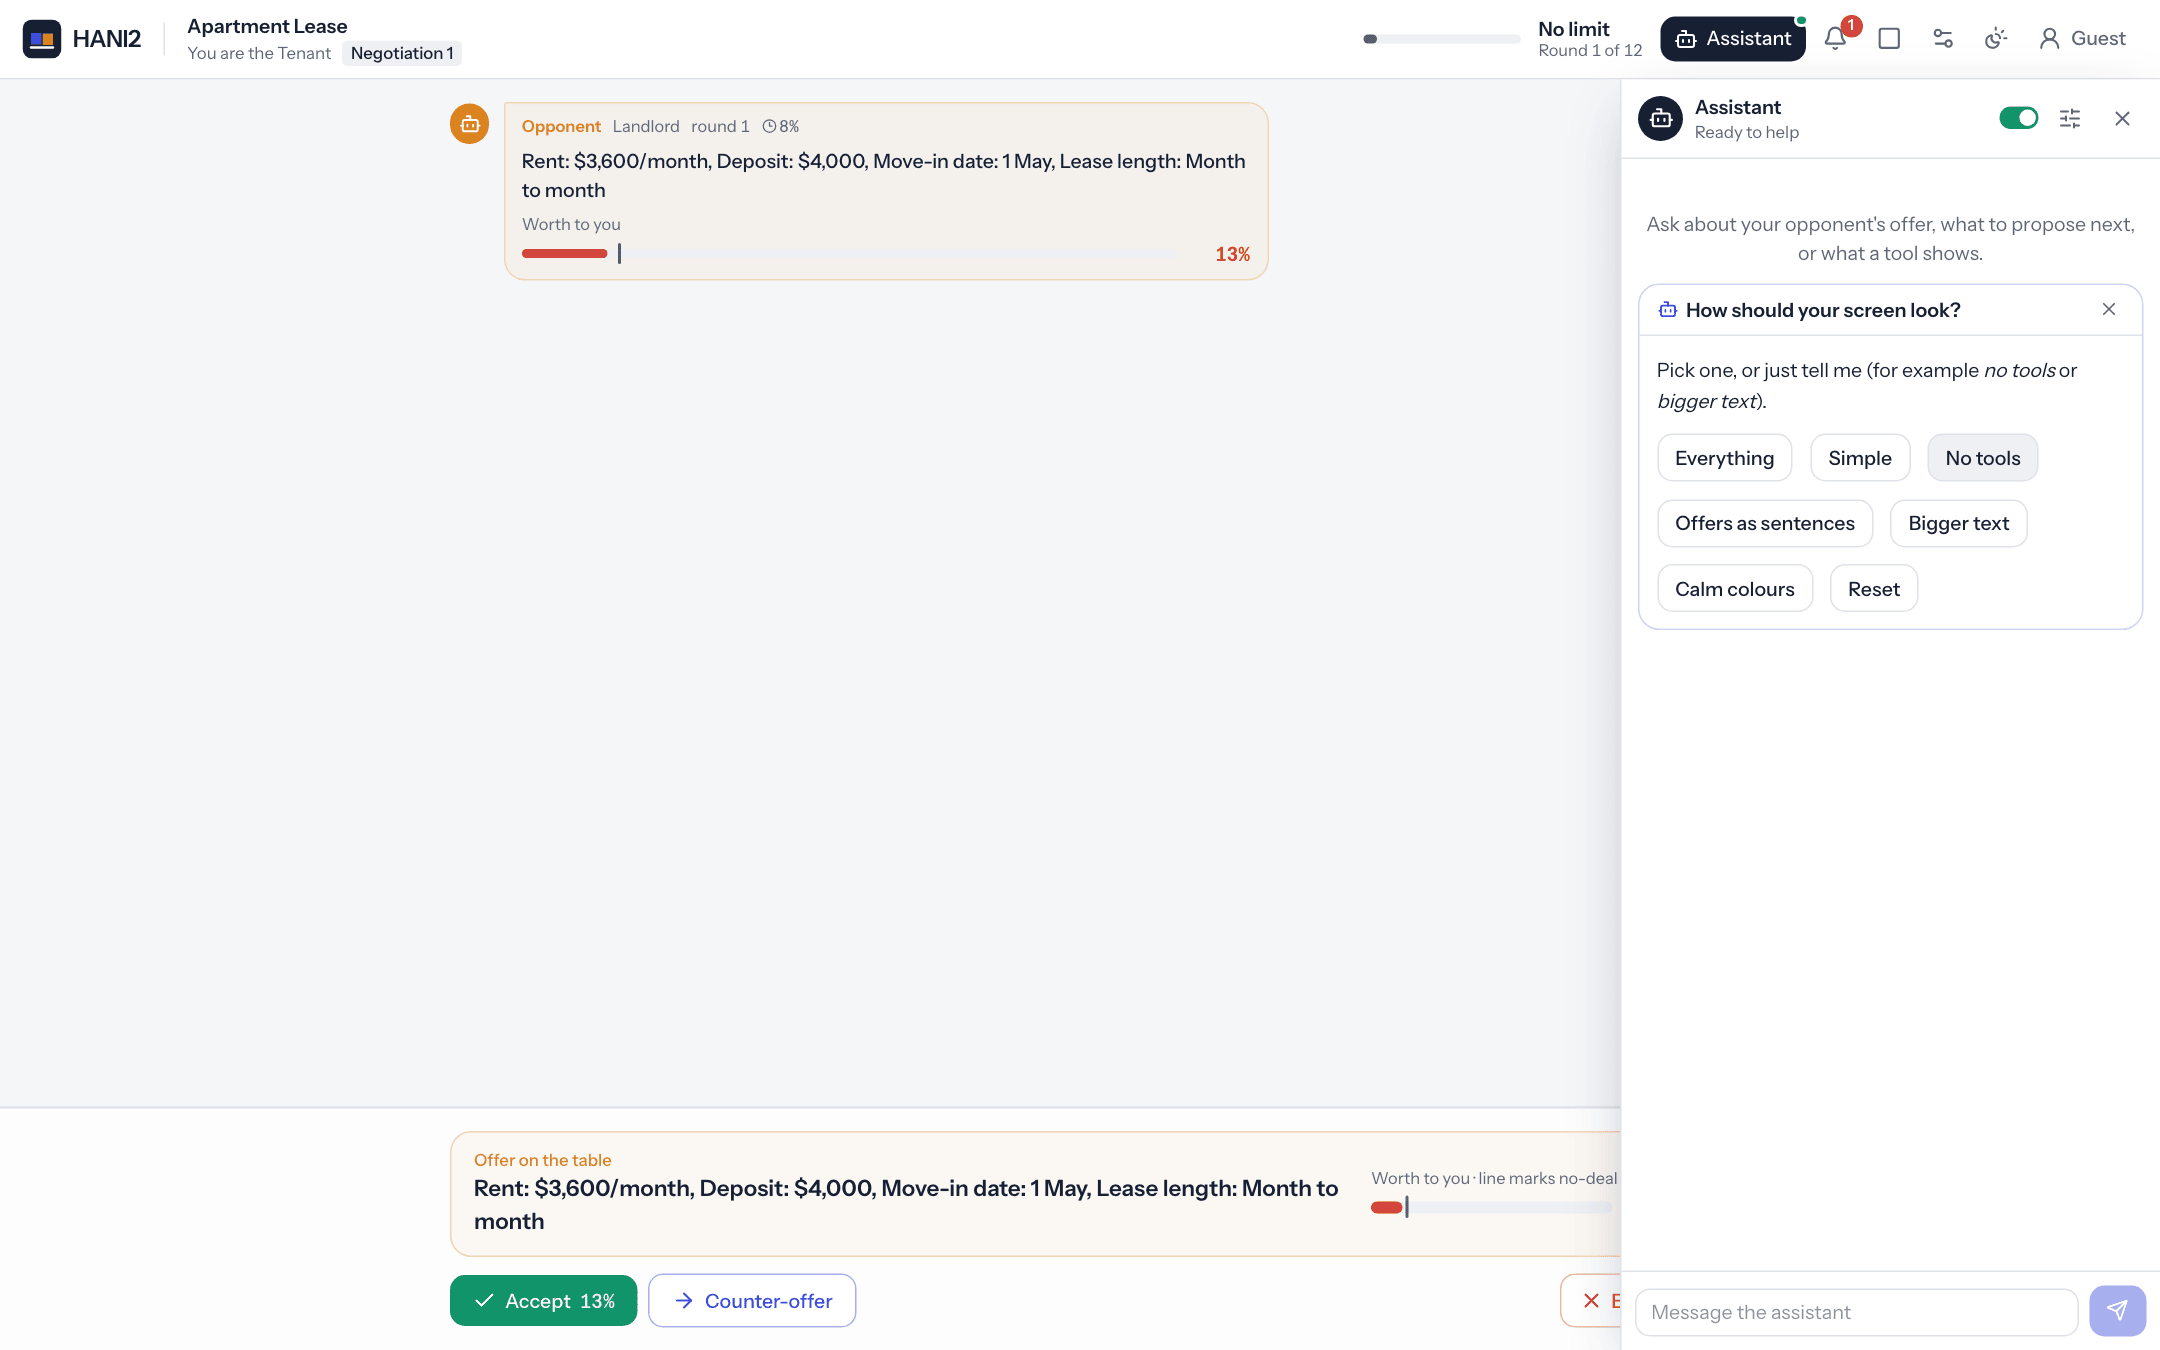 HANI2
Apartment Lease
You are the Tenant Negotiation 1
No limit
Round 1 of 12
Assistant
1
Guest
Opponent Landlord round 1 8%
Rent: $3,600/month, Deposit: $4,000, Move-in date: 1 May, Lease length: Month
to month
Worth to you
13%
Assistant
Ready to help
Ask about your opponent's offer, what to propose next,
or what a tool shows.
How should your screen look?
Pick one, or just tell me (for example no tools or
bigger text).
Everything
Simple
No tools
Offers as sentences
Bigger text
Calm colours
Reset
Offer on the table
Rent: $3,600/month, Deposit: $4,000, Move-in date: 1 May, Lease length: Month to
month
Worth to you · line marks no-deal
Accept 13%
Counter-offer
Message the assistant